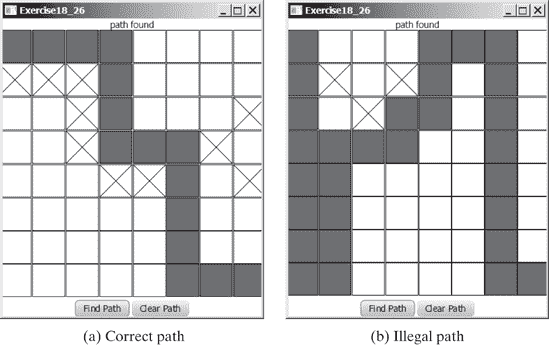 Exercise18_26
path found
Find Path Clear Path
(a) Correct path
Exercise18_26
path found
Find Path Clear Path
(b) Illegal path